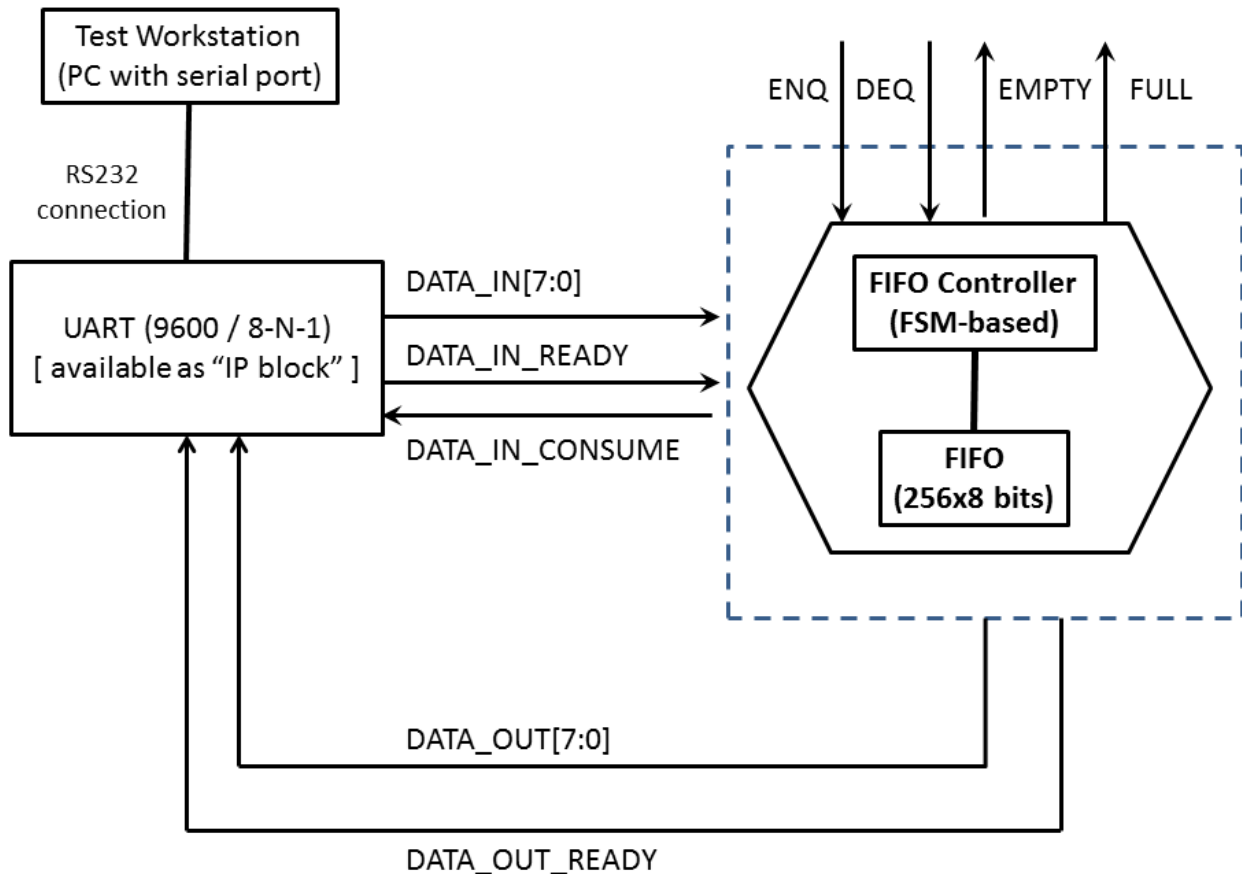 Test Workstation
(PC with serial port)
ENQ DEQ EMPTY FULL
RS232
connection
DATA_IN[7:0]
UART (9600 / 8-N-1)
[ available as “IP block” ]
DATA_IN_READY
DATA_IN_CONSUME
FIFO Controller
(FSM-based)
FIFO
(256x8 bits)
DATA_OUT[7:0]
DATA_OUT_READY